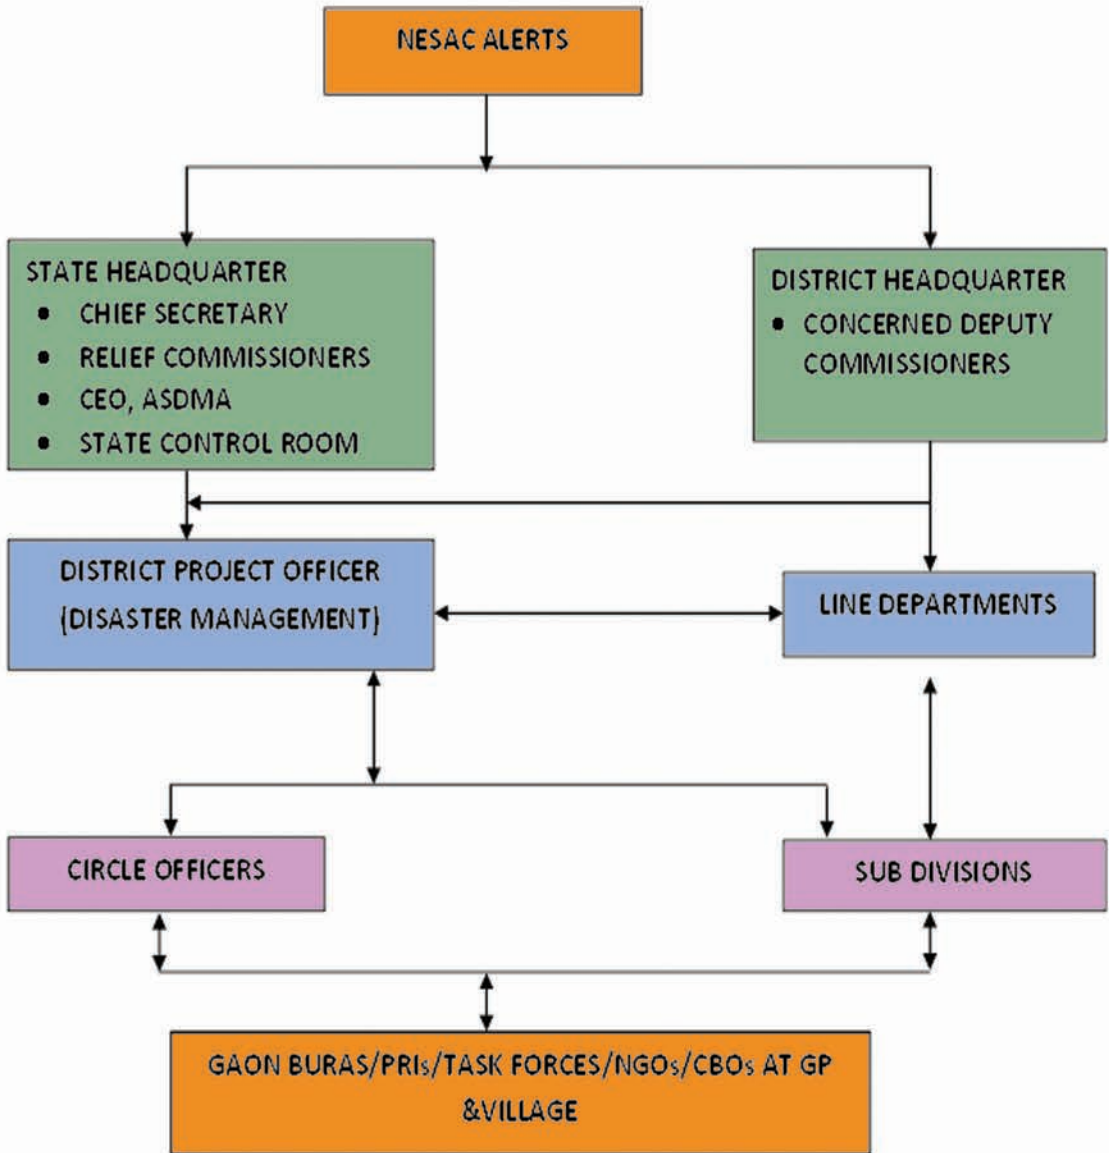 NESAC ALERTS
STATE HEADQUARTER
• CHIEF SECRETARY
• RELIEF COMMISSIONERS
• CEO, ASDMA
• STATE CONTROL ROOM
DISTRICT HEADQUARTER
• CONCERNED DEPUTY
COMMISSIONERS
DISTRICT PROJECT OFFICER
(DISASTER MANAGEMENT)
LINE DEPARTMENTS
CIRCLE OFFICERS
SUB DIVISIONS
GAON BURAS/PRIs/TASK FORCES/NGOs/CBOs AT GP
&VILLAGE